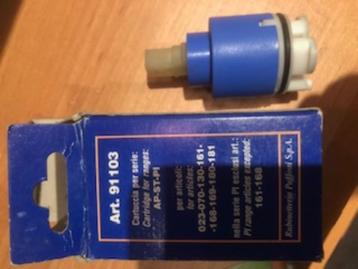 Art. 91103
Cartuccia per serie:
Cartridge for ranges:
AP-ST-PI
per articoli:
for articles:
023-070-130-161-
-168-169-180-181
nella serie PI esclusi art.:
PI range articles excepted:
161-168
Rubinetterie Paffoni S.p.A.